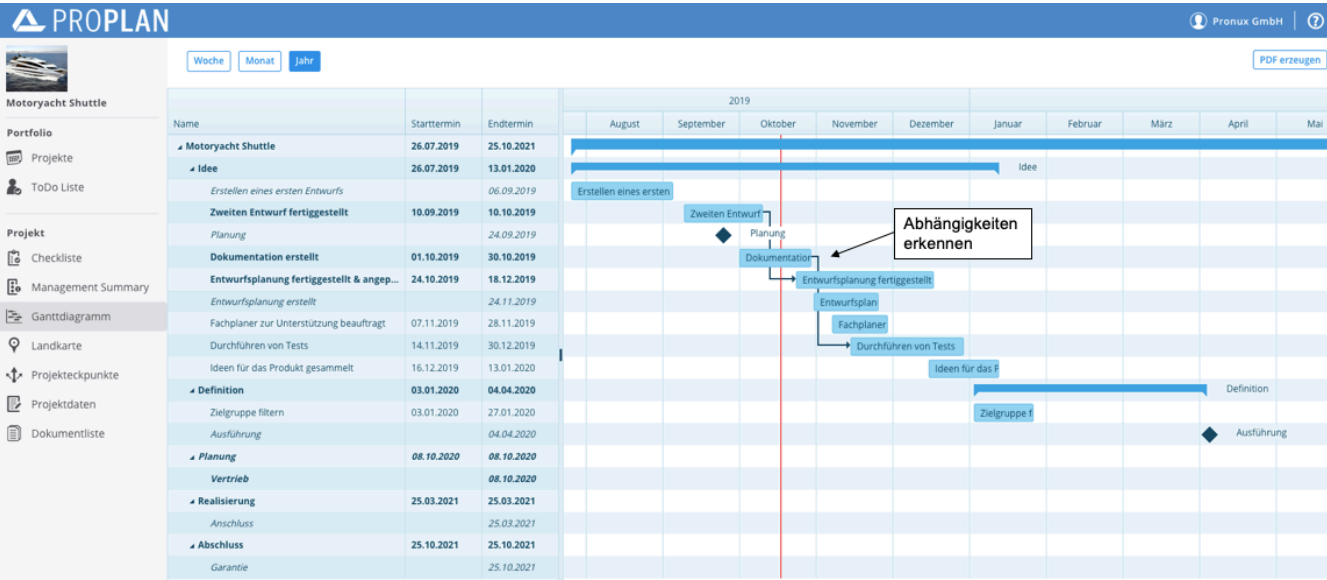 PROPLAN
Pronux GmbH
?
Motoryacht Shuttle
Portfolio
Projekte
ToDo Liste
Projekt
Checkliste
Management Summary
Ganttdiagramm
Landkarte
Projekteckpunkte
Projektdaten
Dokumentliste
Woche Monat Jahr PDF erzeugen
2019
Name Starttermin Endtermin August September Oktober November Dezember Januar Februar März April Mai
Motoryacht Shuttle 26.07.2019 25.10.2021
Idee 26.07.2019 13.01.2020 Idee
Erstellen eines ersten Entwurfs 06.09.2019 Erstellen eines ersten
Zweiten Entwurf fertiggestellt 10.09.2019 10.10.2019 Zweiten Entwurf
Planung 24.09.2019 Planung
Dokumentation erstellt 01.10.2019 30.10.2019 Dokumentation
Entwurfsplanung fertiggestellt & angep... 24.10.2019 18.12.2019 Entwurfsplanung fertiggestellt
Entwurfsplanung erstellt 24.11.2019 Entwurfsplan
Fachplaner zur Unterstützung beauftragt 07.11.2019 28.11.2019 Fachplaner
Durchführen von Tests 14.11.2019 30.12.2019 Durchführen von Tests
Ideen für das Produkt gesammelt 16.12.2019 13.01.2020 Ideen für das P
Definition 03.01.2020 04.04.2020 Definition
Zielgruppe filtern 03.01.2020 27.01.2020 Zielgruppe f
Ausführung 04.04.2020 Ausführung
Planung 08.10.2020 08.10.2020
Vertrieb 08.10.2020
Realisierung 25.03.2021 25.03.2021
Anschluss 25.03.2021
Abschluss 25.10.2021 25.10.2021
Garantie 25.10.2021
Abhängigkeiten
erkennen